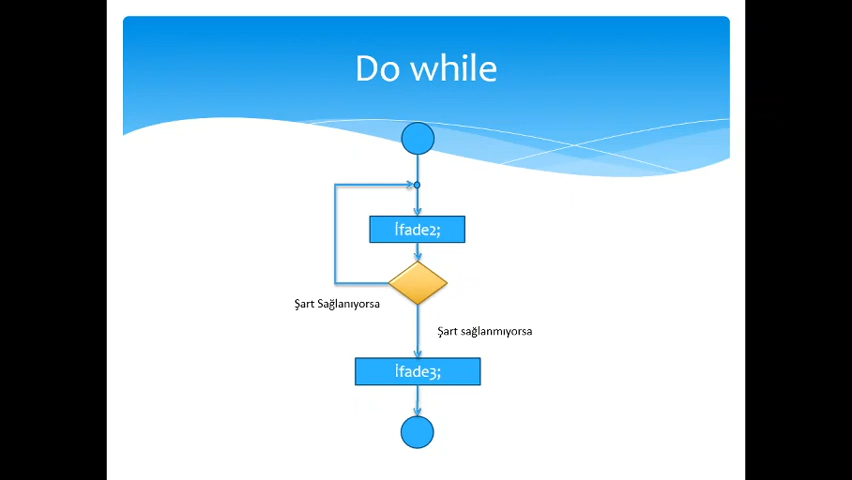 Do while
İfade2;
Şart Sağlanıyorsa
Şart sağlanmıyorsa
İfade3;